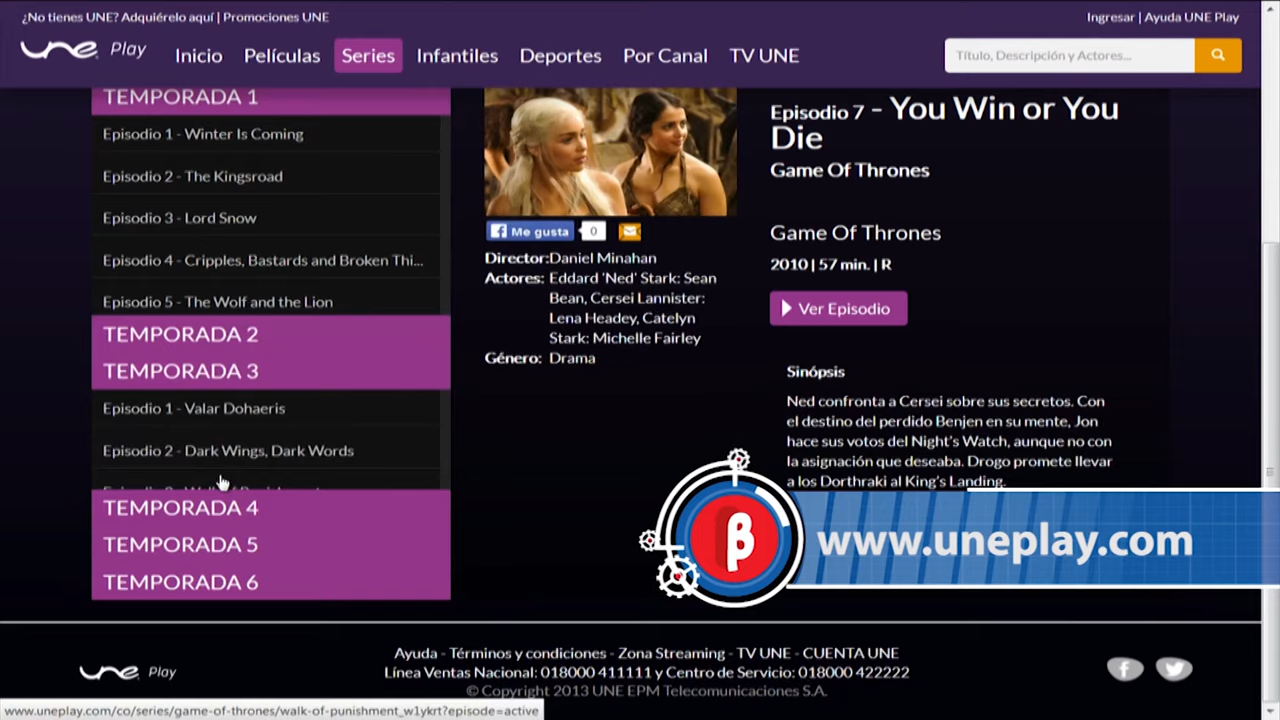 ¿No tienes UNE? Adquiérelo aquí | Promociones UNE
Ingresar | Ayuda UNE Play
une Play
Inicio
Películas
Series
Infantiles
Deportes
Por Canal
TV UNE
Título, Descripción y Actores...
TEMPORADA 1
Episodio 1 - Winter Is Coming
Episodio 2 - The Kingsroad
Episodio 3 - Lord Snow
Episodio 4 - Cripples, Bastards and Broken Thi...
Episodio 5 - The Wolf and the Lion
TEMPORADA 2
TEMPORADA 3
Episodio 1 - Valar Dohaeris
Episodio 2 - Dark Wings, Dark Words
TEMPORADA 4
TEMPORADA 5
TEMPORADA 6
Me gusta
0
Director:Daniel Minahan
Actores: Eddard 'Ned' Stark: Sean
Bean, Cersei Lannister:
Lena Headey, Catelyn
Stark: Michelle Fairley
Género: Drama
Episodio 7 - You Win or You
Die
Game Of Thrones
Game Of Thrones
2010 | 57 min. | R
Ver Episodio
Sinópsis
Ned confronta a Cersei sobre sus secretos. Con
el destino del perdido Benjen en su mente, Jon
hace sus votos del Night's Watch, aunque no con
la asignación que deseaba. Drogo promete llevar
a los Dorthraki al King's Landing.
β
www.uneplay.com
une Play
Ayuda - Términos y condiciones - Zona Streaming - TV UNE - CUENTA UNE
Línea Ventas Nacional: 018000 411111 y Centro de Servicio: 018000 422222
© Copyright 2013 UNE EPM Telecomunicaciones S.A.
www.uneplay.com/co/series/game-of-thrones/walk-of-punishment_w1ykrt?episode=active